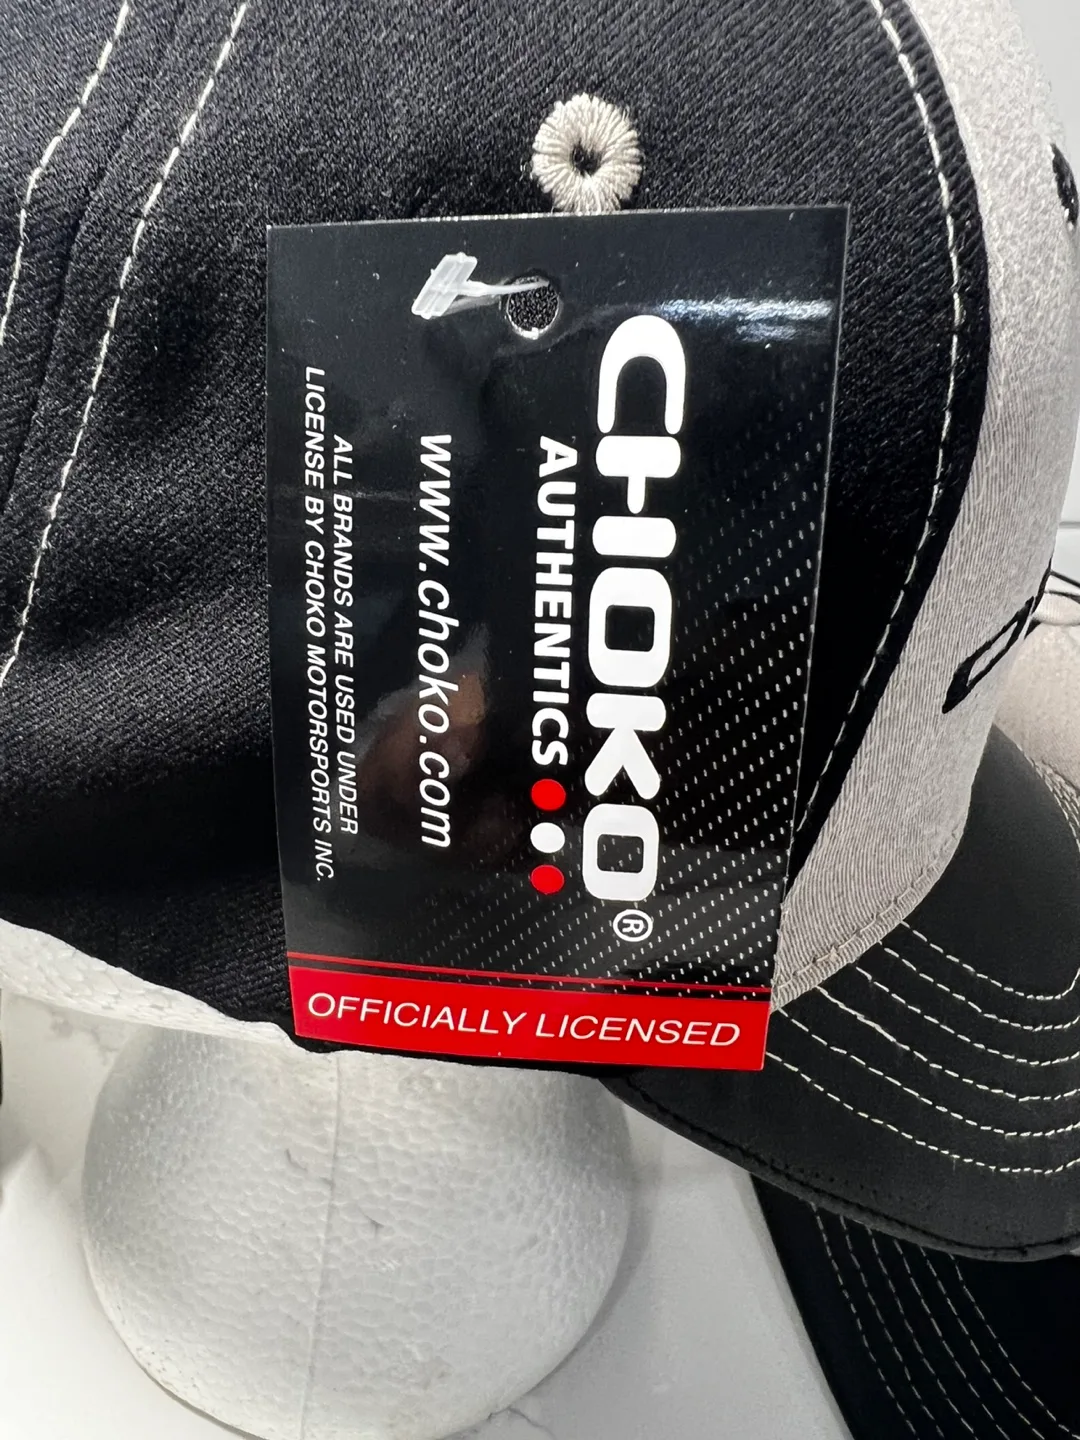 CHOKO®
AUTHENTICS
www.choko.com
ALL BRANDS ARE USED UNDER
LICENSE BY CHOKO MOTORSPORTS INC.
OFFICIALLY LICENSED